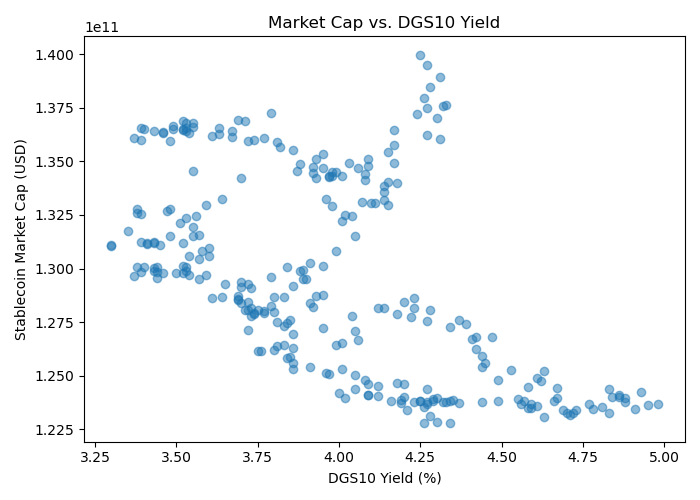 Market Cap vs. DGS10 Yield
1e11
1.400
1.375
1.350
1.325
1.300
1.275
1.250
1.225
Stablecoin Market Cap (USD)
3.25 3.50 3.75 4.00 4.25 4.50 4.75 5.00
DGS10 Yield (%)